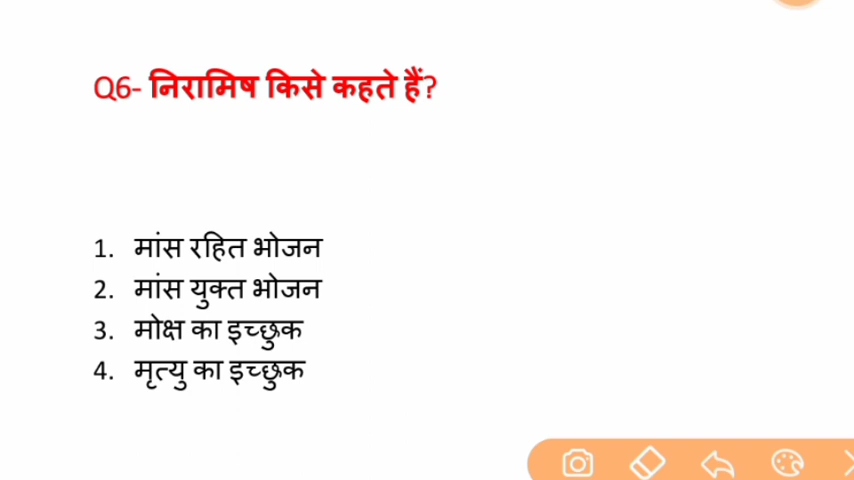 Q6- निरामिष किसे कहते हैं?
1. मांस रहित भोजन
2. मांस युक्त भोजन
3. मोक्ष का इच्छुक
4. मृत्यु का इच्छुक